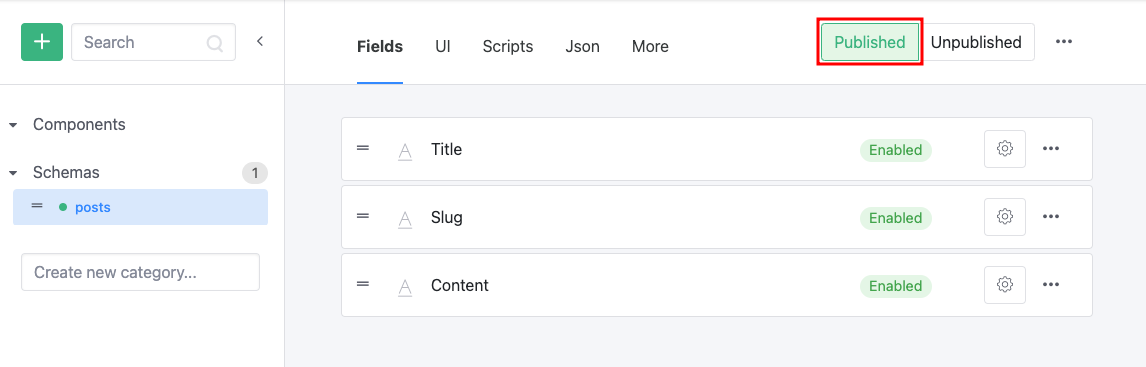 Search
Fields UI Scripts Json More
Published Unpublished
Components
Schemas 1
posts
Create new category...
A Title Enabled
A Slug Enabled
A Content Enabled